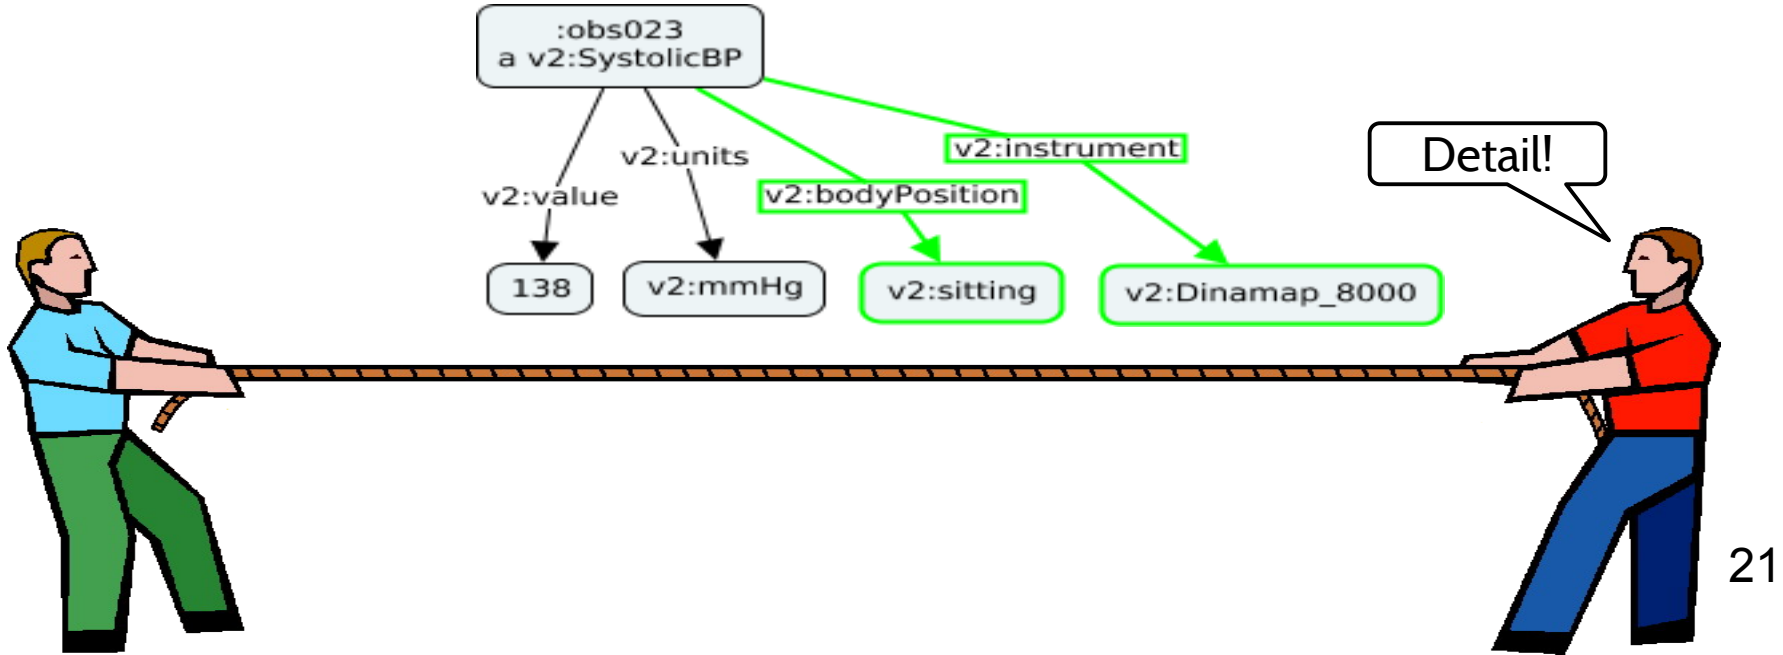 :obs023
a v2:SystolicBP
v2:instrument
Detail!
v2:units
v2:value
v2:bodyPosition
138
v2:mmHg
v2:sitting
v2:Dinamap_8000
21